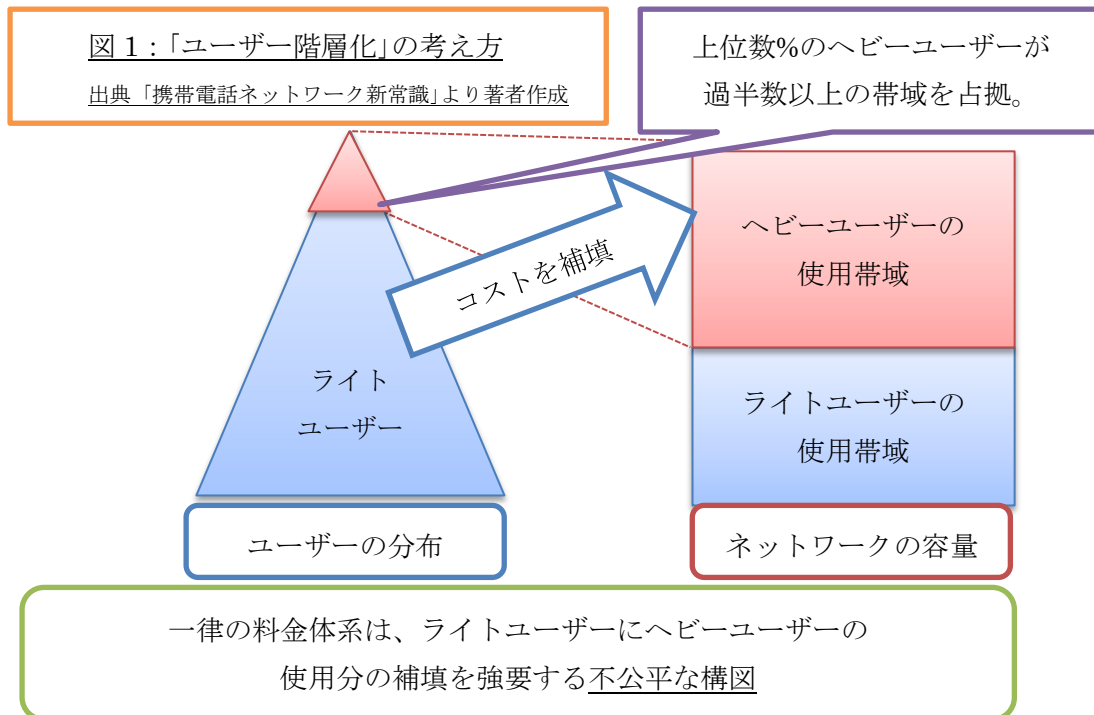 図 1：「ユーザー階層化」の考え方
出典「携帯電話ネットワーク新常識」より著者作成
上位数%のヘビーユーザーが
過半数以上の帯域を占拠。
コストを補填
ヘビーユーザーの
使用帯域
ライト
ユーザー
ライトユーザーの
使用帯域
ユーザーの分布
ネットワークの容量
一律の料金体系は、ライトユーザーにヘビーユーザーの
使用分の補填を強要する不公平な構図